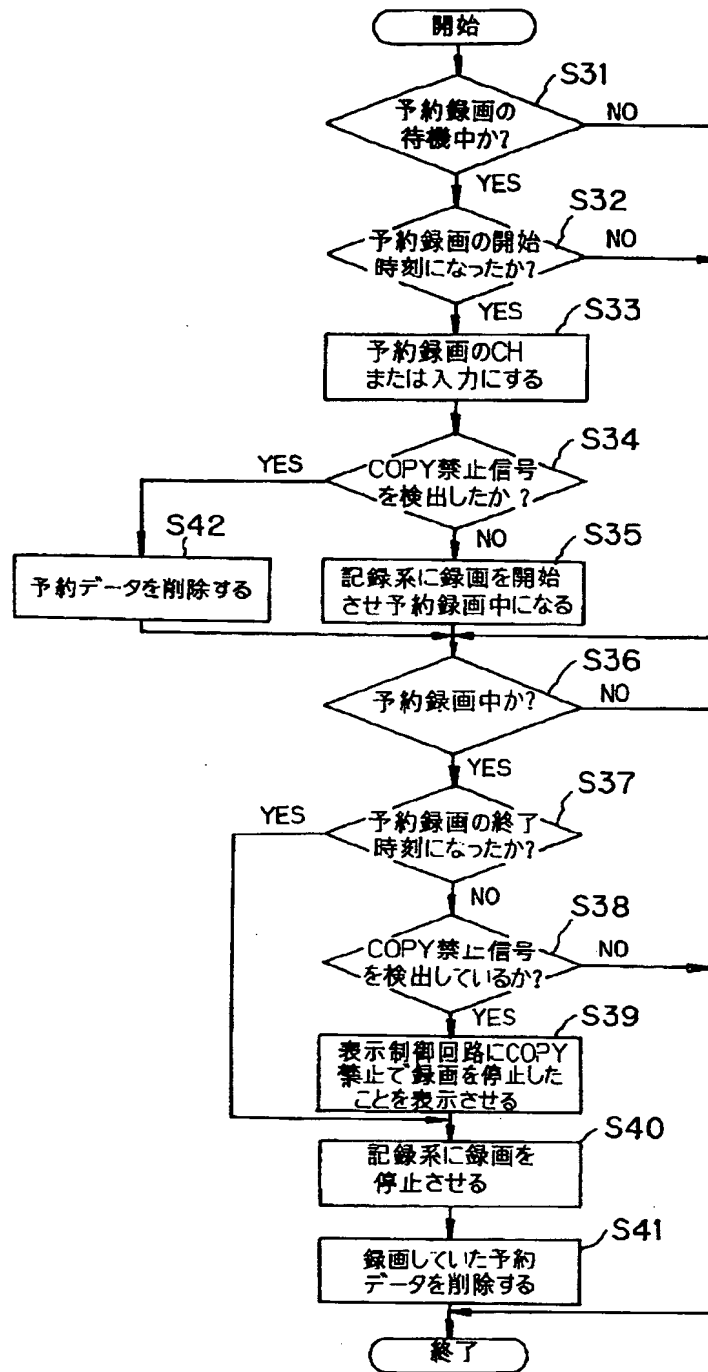 開始
S31
予約録画の
待機中か?
NO
YES
S32
予約録画の開始
時刻になったか?
NO
YES
S33
予約録画のCH
または入力にする
S34
YES
COPY禁止信号
を検出したか?
NO
S42
予約データを削除する
S35
記録系に録画を開始
させ予約録画中になる
S36
予約録画中か?
NO
YES
S37
YES
予約録画の終了
時刻になったか?
NO
S38
COPY禁止信号
を検出しているか?
NO
YES
S39
表示制御回路にCOPY
禁止で録画を停止した
ことを表示させる
S40
記録系に録画を
停止させる
S41
録画していた予約
データを削除する
終了